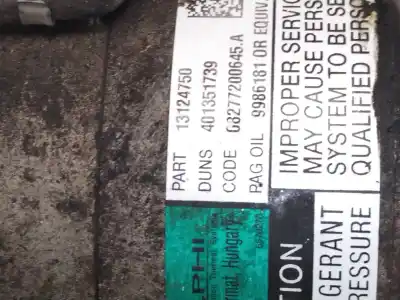 PART 13124750
DUNS 401351739
CODE 08277200645.A
PAG OIL 9986181 OR EQUIV.
PHI
Hungary
IMPROPER SERVIC
MAY CAUSE PERS
SYSTEM TO BE SE
QUALIFIED PERSO
TION
GERANT
RESSURE